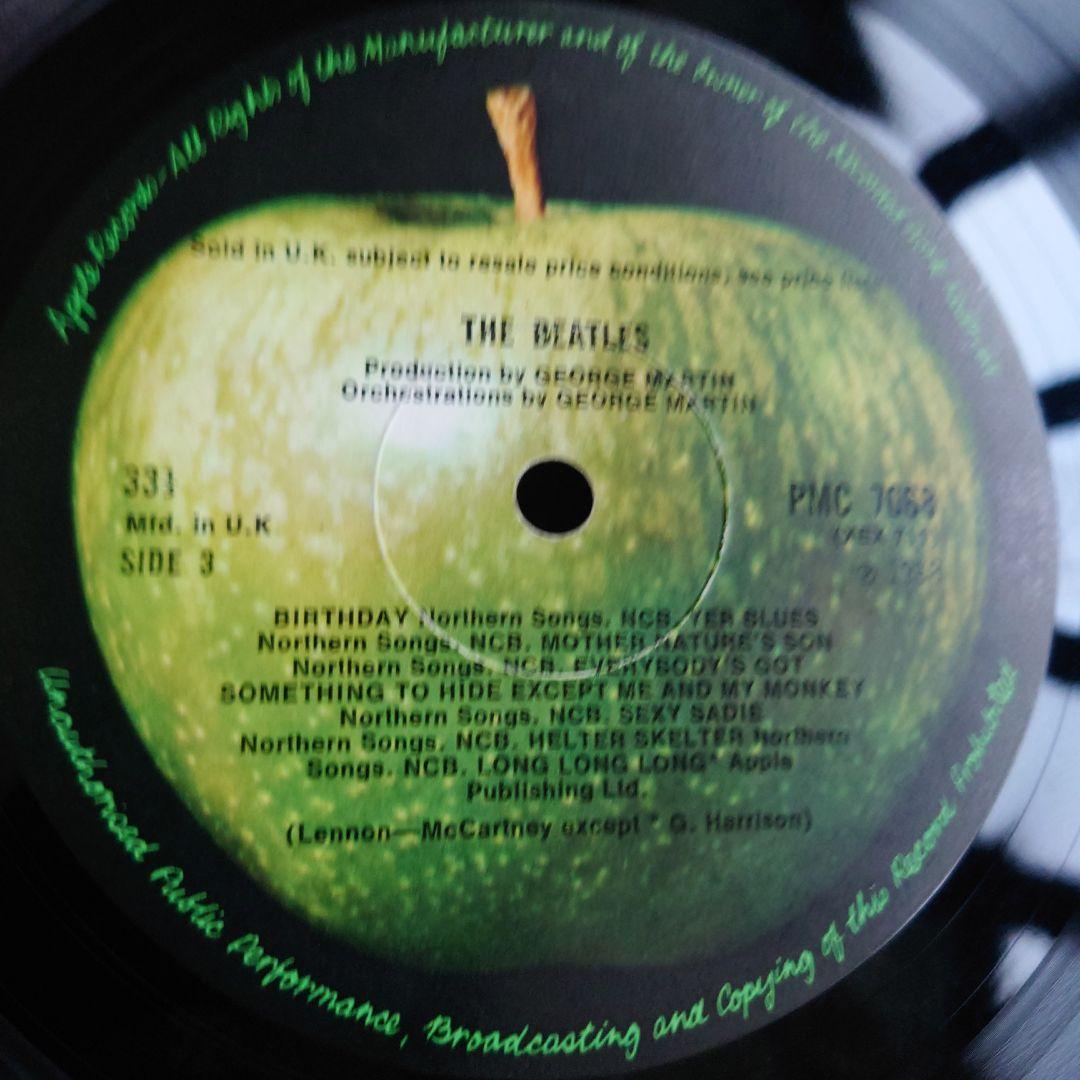 Apple Records - All Rights of the Manufacturer and of the Owner of the Recorded Work
Sold in U.K. subject to resale price conditions, see price
THE BEATLES
Production by GEORGE MARTIN
Orchestrations by GEORGE MARTIN
33⅓
Mfd. in U.K
SIDE 3
PMC 7068
BIRTHDAY Northern Songs, NCB. YER BLUES
Northern Songs, NCB. MOTHER NATURE'S SON
Northern Songs, NCB. EVERYBODY'S GOT
SOMETHING TO HIDE EXCEPT ME AND MY MONKEY
Northern Songs, NCB. SEXY SADIE
Northern Songs, NCB. HELTER SKELTER Northern
Songs. NCB. LONG LONG LONG* Apple
Publishing Ltd.
(Lennon—McCartney except * G. Harrison)
Unauthorised Public Performance, Broadcasting and Copying of this Record Prohibited